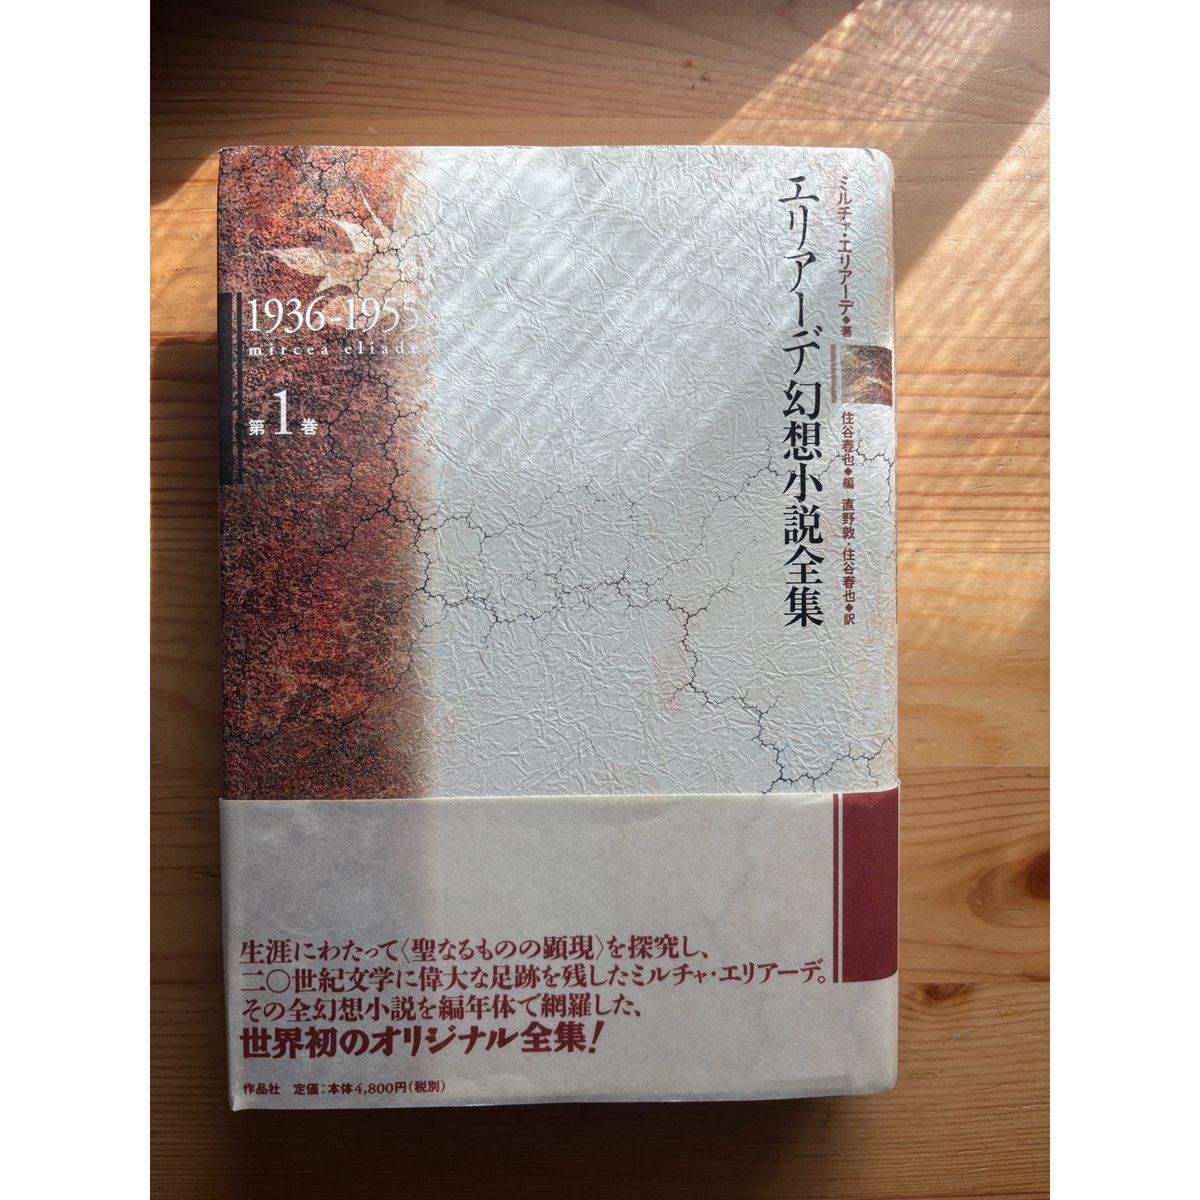 ミルチャ・エリアーデ◆著
エリアーデ幻想小説全集
住谷春也◆編 直野敦・住谷春也◆訳
1936-1955
mircea eliade
第1巻
生涯にわたって〈聖なるものの顕現〉を探究し、
二〇世紀文学に偉大な足跡を残したミルチャ・エリアーデ。
その全幻想小説を編年体で網羅した、
世界初のオリジナル全集!
作品社 定価:本体4,800円(税別)